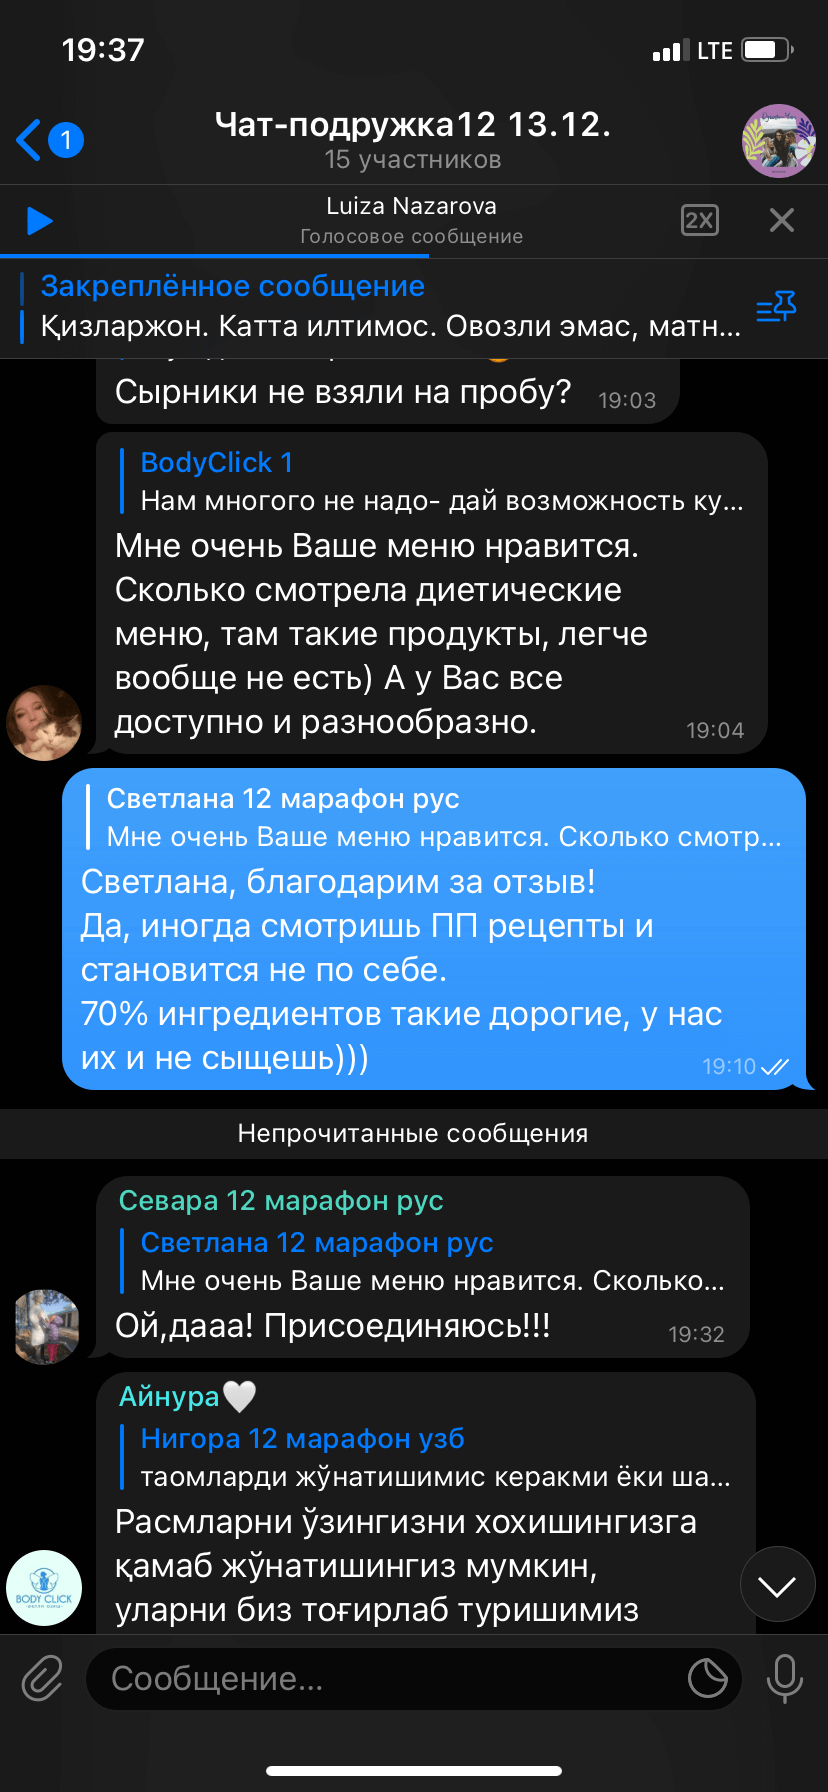 19:37
LTE
1
Чат-подружка12 13.12.
15 участников
Luiza Nazarova
Голосовое сообщение
2X
Закреплённое сообщение
Қизларжон. Катта илтимос. Овозли эмас, матн...
Сырники не взяли на пробу?
19:03
BodyClick 1
Нам многого не надо- дай возможность ку...
Мне очень Ваше меню нравится.
Сколько смотрела диетические
меню, там такие продукты, легче
вообще не есть) А у Вас все
доступно и разнообразно.
19:04
Светлана 12 марафон рус
Мне очень Ваше меню нравится. Сколько смотр...
Светлана, благодарим за отзыв!
Да, иногда смотришь ПП рецепты и
становится не по себе.
70% ингредиентов такие дорогие, у нас
их и не сыщешь)))
19:10
Непрочитанные сообщения
Севара 12 марафон рус
Светлана 12 марафон рус
Мне очень Ваше меню нравится. Сколько...
Ой,дааа! Присоединяюсь!!!
19:32
Айнура🤍
Нигора 12 марафон узб
таомларди жўнатишимис керакми ёки ша...
Расмларни ўзингизни хохишингизга
қамаб жўнатишингиз мумкин,
уларни биз тоғирлаб туришимиз
BODY CLICK
Сообщение...